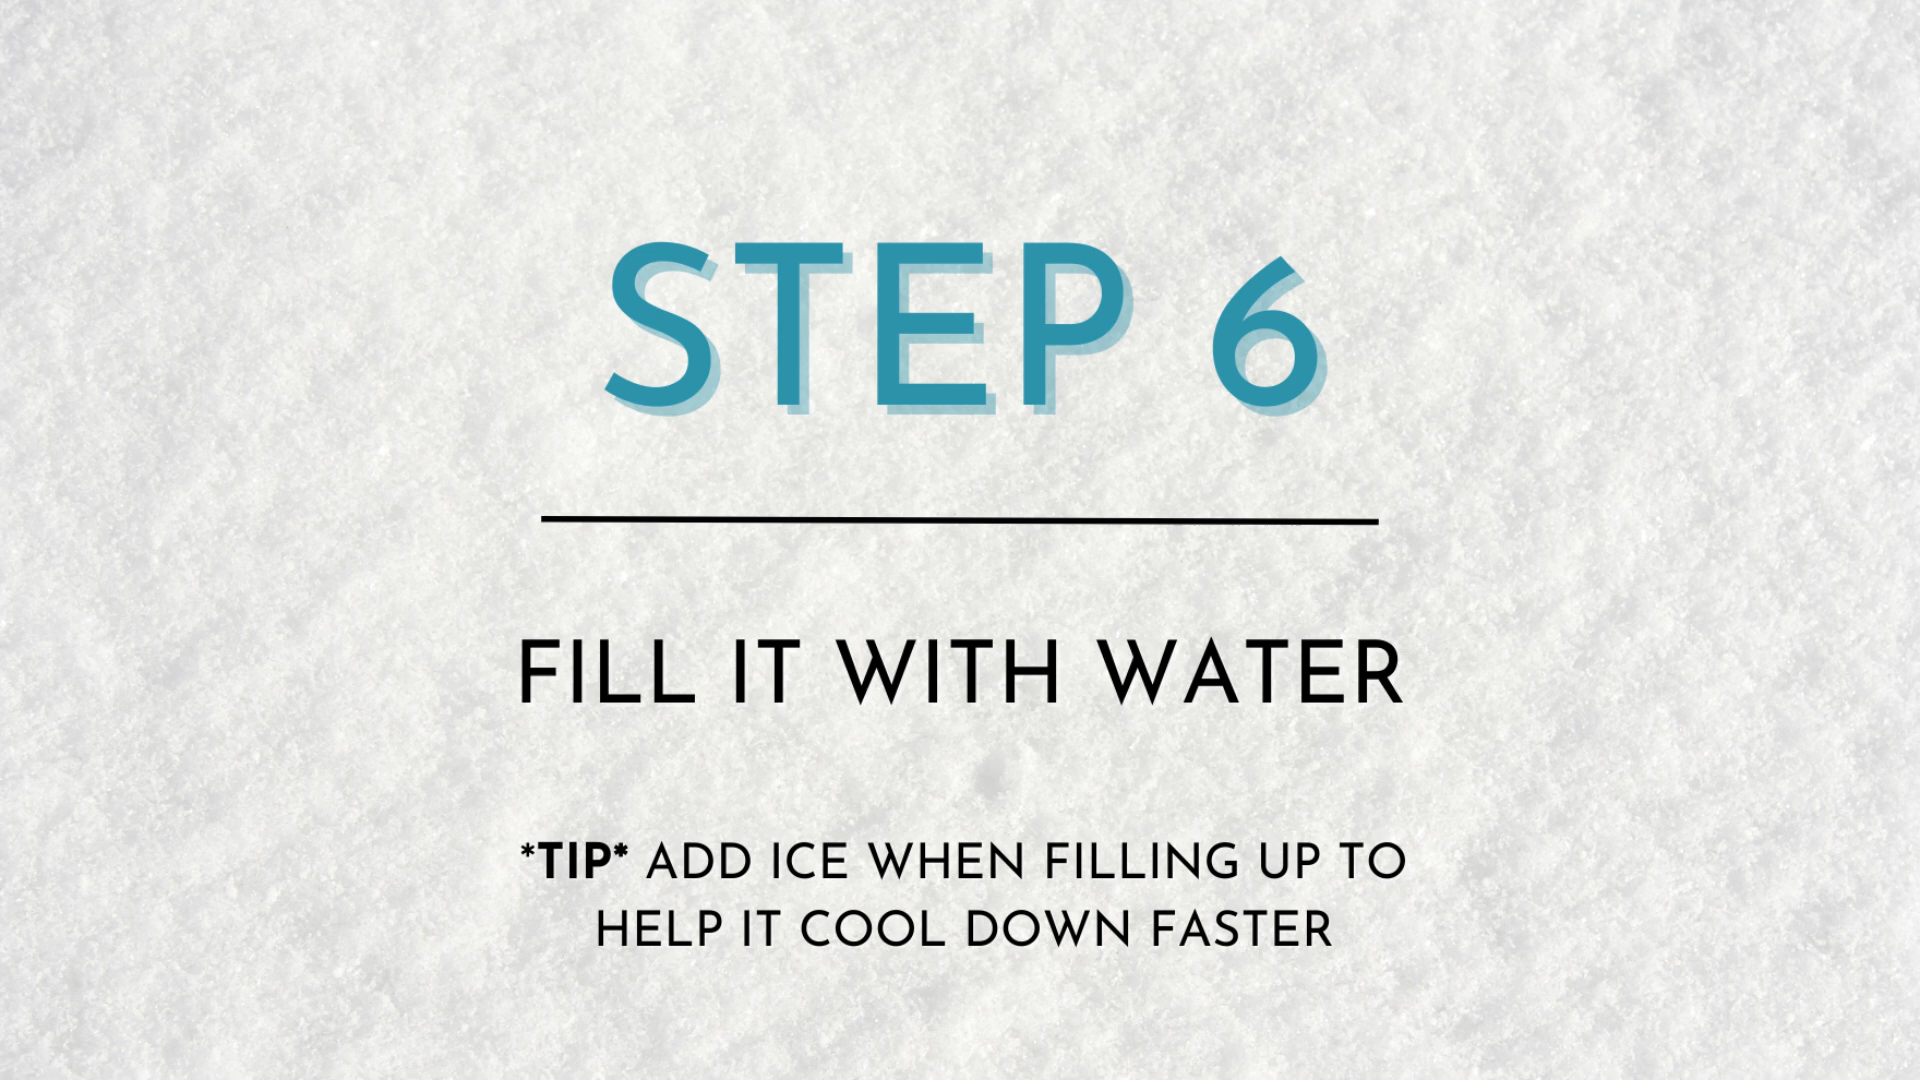 STEP 6
FILL IT WITH WATER
*TIP* ADD ICE WHEN FILLING UP TO
HELP IT COOL DOWN FASTER